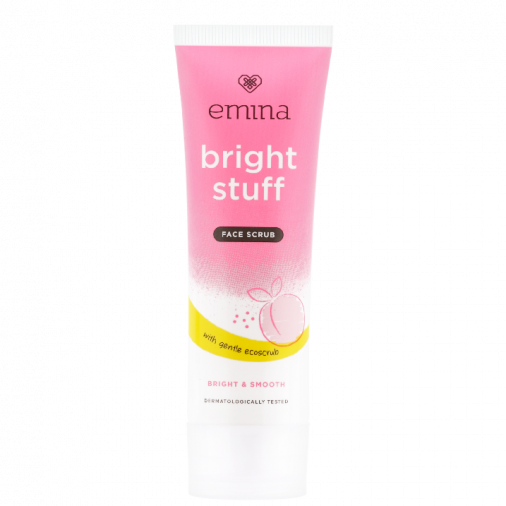 emina
bright
stuff
FACE SCRUB
with gentle ecoscrub
BRIGHT & SMOOTH
DERMATOLOGICALLY TESTED